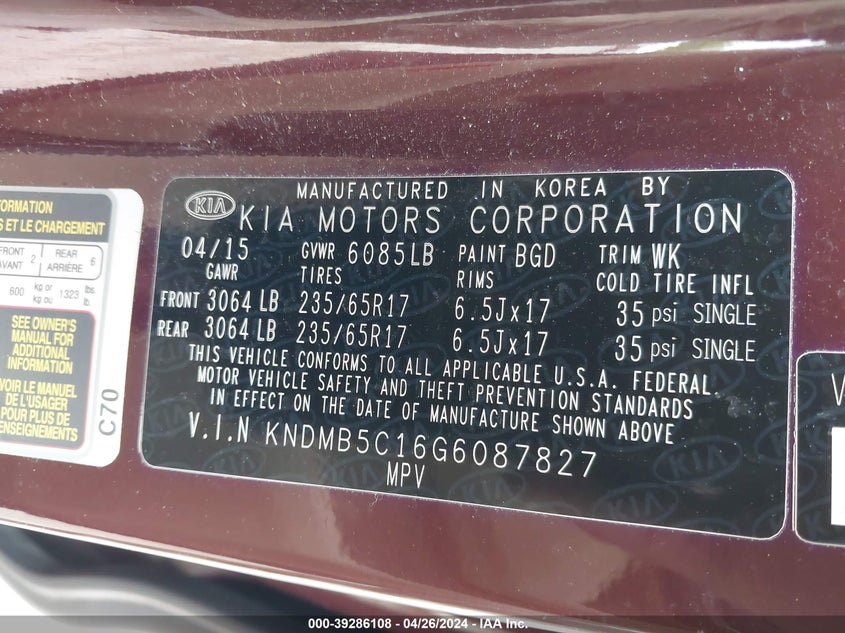 FORMATION
S ET LE CHARGEMENT
FRONT 2 REAR 6
AVANT ARRIÈRE
600 kg or 1323 lbs.
kg ou lb.
SEE OWNER'S
MANUAL FOR
ADDITIONAL
INFORMATION
VOIR LE MANUEL
DE L'USAGER
POUR PLUS DE
RENSEIGNEMENTS
C70
MANUFACTURED IN KOREA BY
KIA KIA MOTORS CORPORATION
04/15 GVWR 6085LB PAINT BGD TRIM WK
GAWR TIRES RIMS COLD TIRE INFL
FRONT 3064 LB 235/65R17 6.5Jx17 35 psi SINGLE
REAR 3064 LB 235/65R17 6.5Jx17 35 psi SINGLE
THIS VEHICLE CONFORMS TO ALL APPLICABLE U.S.A. FEDERAL
MOTOR VEHICLE SAFETY AND THEFT PREVENTION STANDARDS
IN EFFECT ON THE DATE OF MANUFACTURE SHOWN ABOVE
V.I.N KNDMB5C16G6087827
MPV
V
000-39286108 - 04/26/2024 - IAA Inc.